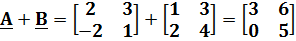 A + B = [2 3; -2 1] + [1 3; 2 4] = [3 6; 0 5]